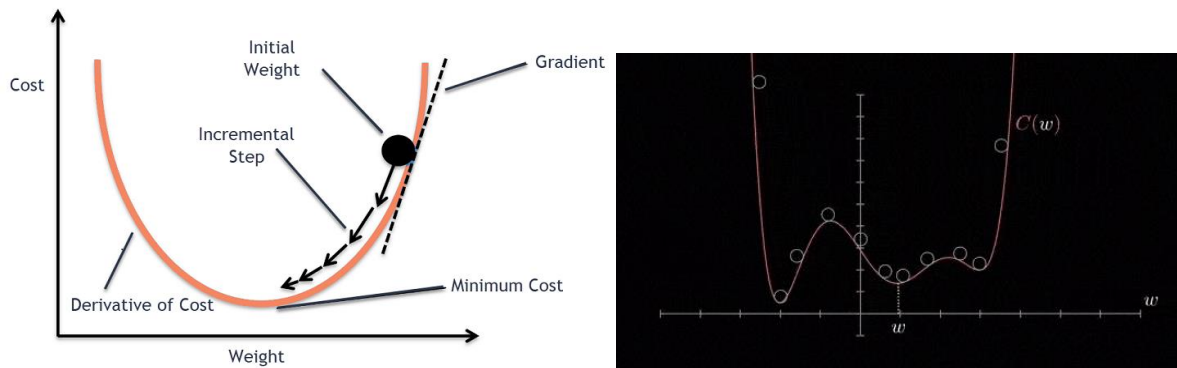 Initial
Weight
Gradient
Cost
Incremental
Step
Derivative of Cost
Minimum Cost
Weight
C(w)
w
w